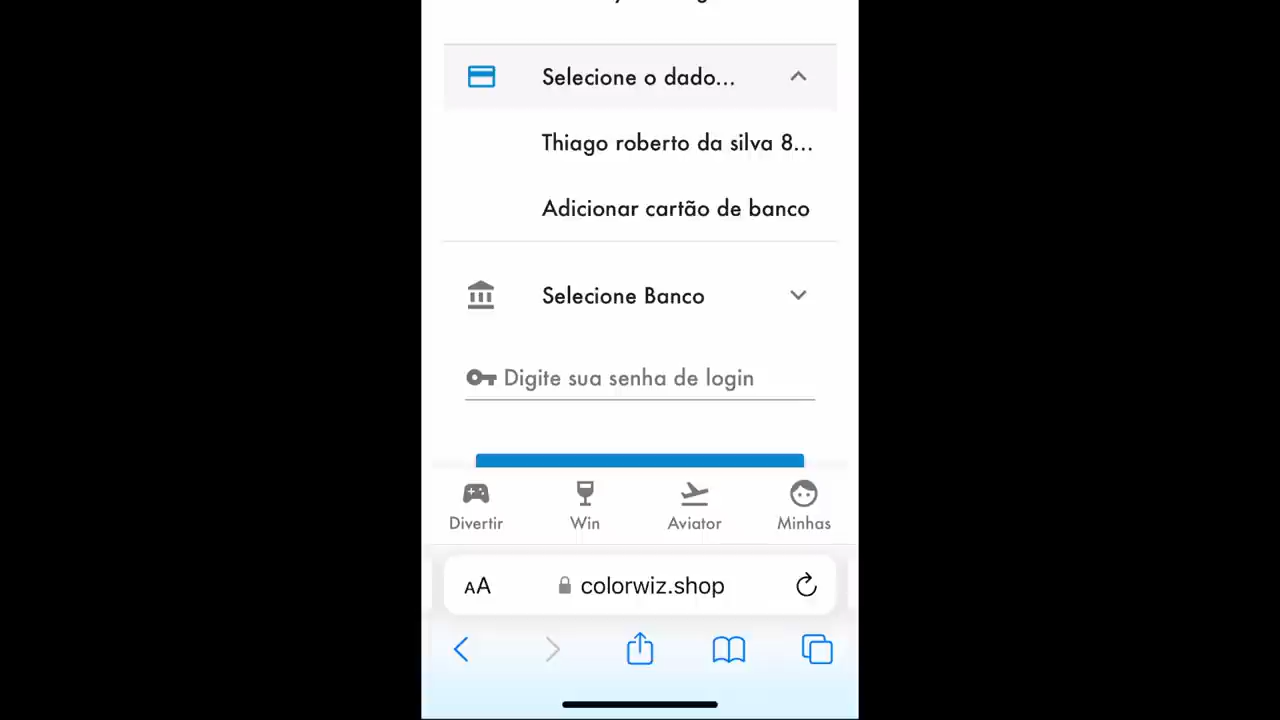 Selecione o dado...
Thiago roberto da silva 8...
Adicionar cartão de banco
Selecione Banco
Digite sua senha de login
Divertir
Win
Aviator
Minhas
AA
colorwiz.shop